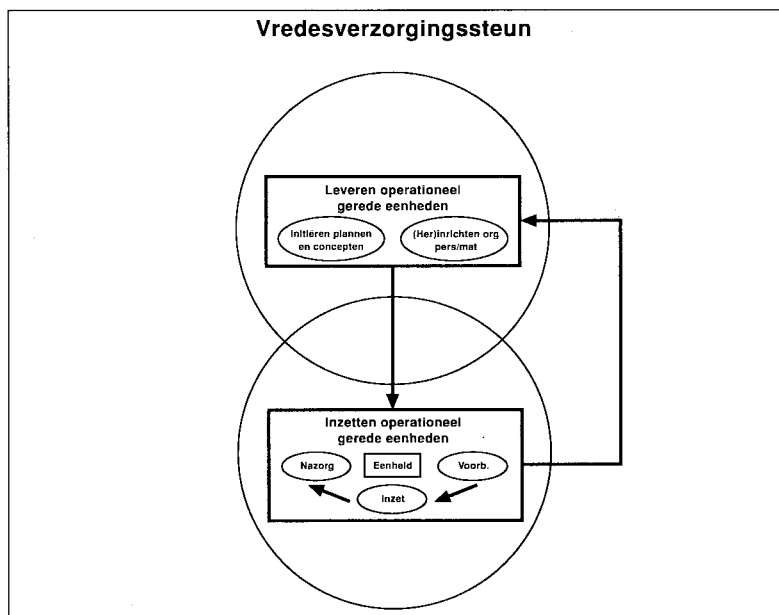 Vredesverzorgingssteun
Leveren operationeel
gerede eenheden
Initiëren plannen
en concepten
(Her)inrichten org
pers/mat
Inzetten operationeel
gerede eenheden
Nazorg
Eenheid
Voorb.
Inzet